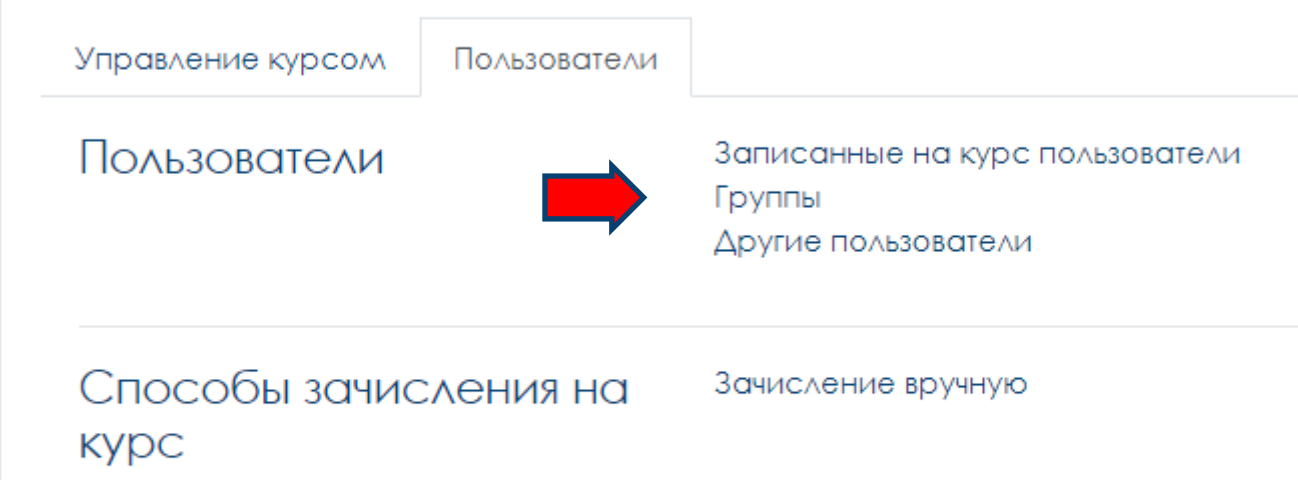 Управление курсом
Пользователи
Пользователи
Записанные на курс пользователи
Группы
Другие пользователи
Способы зачисления на
курс
Зачисление вручную